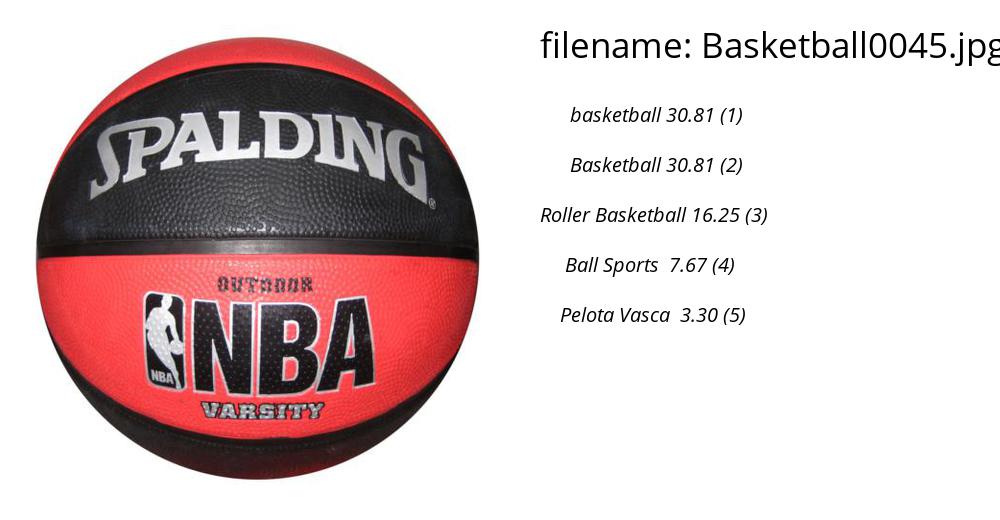 SPALDING®
OUTDOOR
NBA
NBA
VARSITY
filename: Basketball0045.jpg
basketball 30.81 (1)
Basketball 30.81 (2)
Roller Basketball 16.25 (3)
Ball Sports 7.67 (4)
Pelota Vasca 3.30 (5)